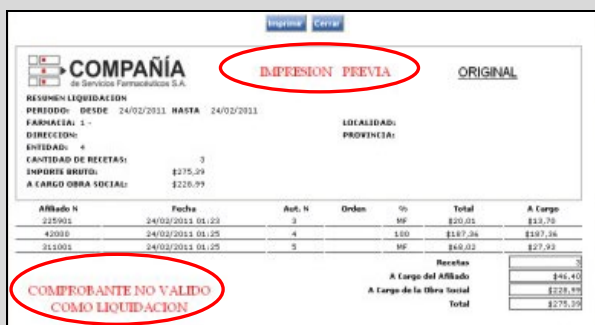 Imprimir Cerrar
COMPAÑÍA
de Servicios Farmacéuticos S.A.
IMPRESION PREVIA
ORIGINAL
RESUMEN LIQUIDACION
PERIODO: DESDE 24/02/2011 HASTA 24/02/2011
FARMACIA: 1 - LOCALIDAD:
DIRECCION: PROVINCIA:
ENTIDAD: 4
CANTIDAD DE RECETAS: 3
IMPORTE BRUTO: $275,39
A CARGO OBRA SOCIAL: $228,99
Afiliado N Fecha Aut. N Orden % Total A Cargo
225901 24/02/2011 01:23 3 MF $20,01 $13,70
42000 24/02/2011 01:25 4 100 $187,36 $187,36
311001 24/02/2011 01:25 5 MF $68,02 $27,93
Recetas 3
A Cargo del Afiliado $46,40
A Cargo de la Obra Social $228,99
Total $275,39
COMPROBANTE NO VALIDO
COMO LIQUIDACION